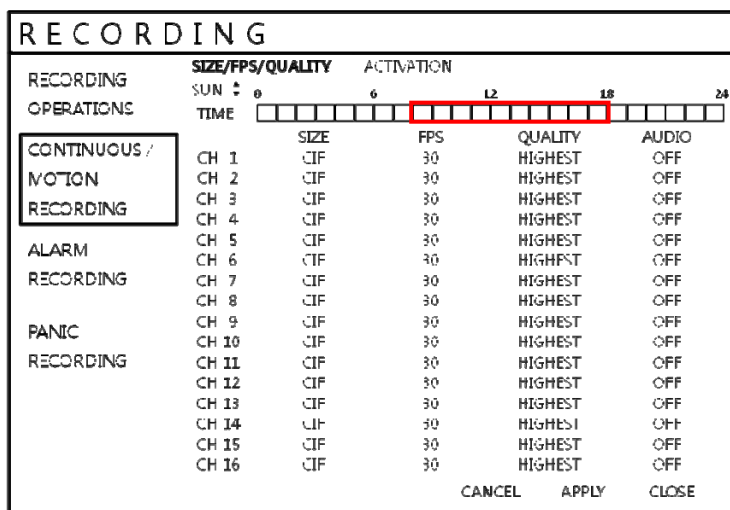 RECORDING
SIZE/FPS/QUALITY ACTIVATION
SUN 0 6 12 18 24
TIME
RECORDING
OPERATIONS
CONTINUOUS /
MOTION
RECORDING
ALARM
RECORDING
PANIC
RECORDING
SIZE FPS QUALITY AUDIO
CH 1 CIF 30 HIGHEST OFF
CH 2 CIF 30 HIGHEST OFF
CH 3 CIF 30 HIGHEST OFF
CH 4 CIF 30 HIGHEST OFF
CH 5 CIF 30 HIGHEST OFF
CH 6 CIF 30 HIGHEST OFF
CH 7 CIF 30 HIGHEST OFF
CH 8 CIF 30 HIGHEST OFF
CH 9 CIF 30 HIGHEST OFF
CH 10 CIF 30 HIGHEST OFF
CH 11 CIF 30 HIGHEST OFF
CH 12 CIF 30 HIGHEST OFF
CH 13 CIF 30 HIGHEST OFF
CH 14 CIF 30 HIGHEST OFF
CH 15 CIF 30 HIGHEST OFF
CH 16 CIF 30 HIGHEST OFF
CANCEL APPLY CLOSE